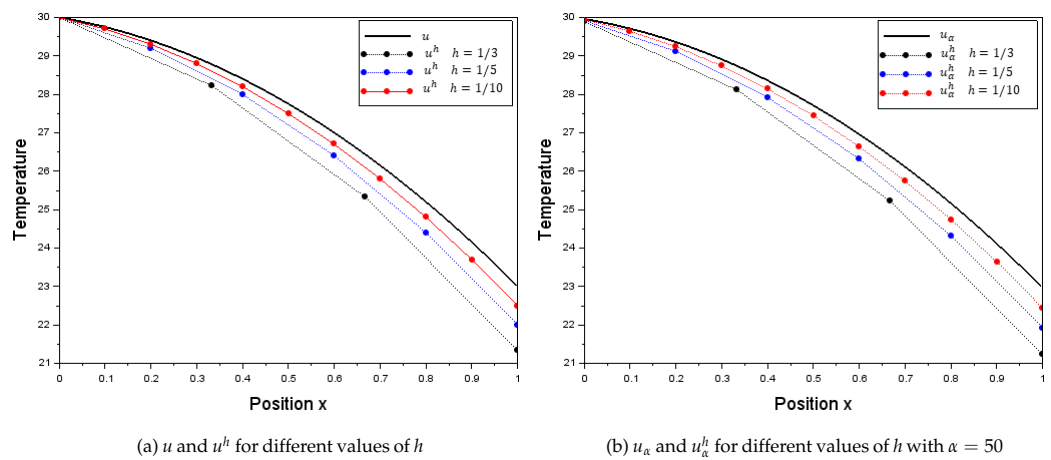 30
29
28
27
26
25
24
23
22
21
Temperature
u
u^h h = 1/3
u^h h = 1/5
u^h h = 1/10
0 0.1 0.2 0.3 0.4 0.5 0.6 0.7 0.8 0.9 1
Position x
(a) u and u^h for different values of h
30
29
28
27
26
25
24
23
22
21
Temperature
u_α
u_α^h h = 1/3
u_α^h h = 1/5
u_α^h h = 1/10
0 0.1 0.2 0.3 0.4 0.5 0.6 0.7 0.8 0.9 1
Position x
(b) u_α and u_α^h for different values of h with α = 50